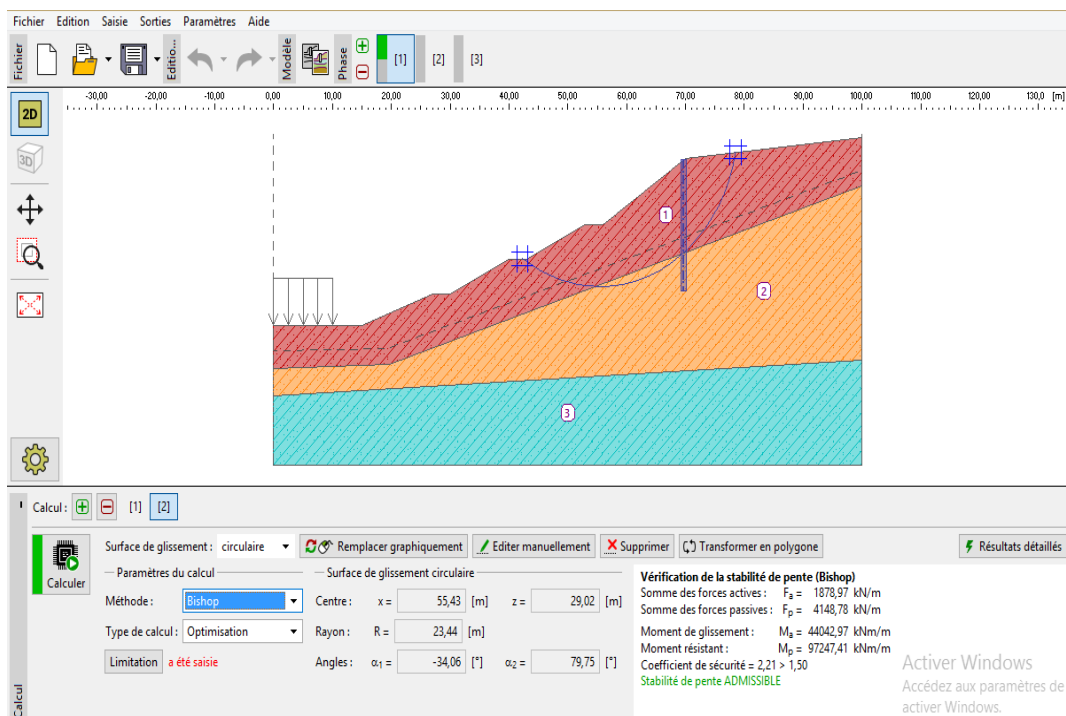 Fichier Edition Saisie Sorties Paramètres Aide
Fichier
Editio...
Modèle
Phase
[1] [2] [3]
-30,00 -20,00 -10,00 0,00 10,00 20,00 30,00 40,00 50,00 60,00 70,00 80,00 90,00 100,00 110,00 120,00 130,0 [m]
2D
3D
1
2
3
Calcul : [1] [2]
Calculer
Surface de glissement : circulaire Remplacer graphiquement Editer manuellement Supprimer Transformer en polygone Résultats détaillés
Paramètres du calcul
Méthode : Bishop
Type de calcul : Optimisation
Limitation a été saisie
Surface de glissement circulaire
Centre : x = 55,43 [m] z = 29,02 [m]
Rayon : R = 23,44 [m]
Angles : α1 = -34,06 [°] α2 = 79,75 [°]
Vérification de la stabilité de pente (Bishop)
Somme des forces actives : Fa = 1878,97 kN/m
Somme des forces passives : Fp = 4148,78 kN/m
Moment de glissement : Ma = 44042,97 kNm/m
Moment résistant : Mp = 97247,41 kNm/m
Coefficient de sécurité = 2,21 > 1,50
Stabilité de pente ADMISSIBLE
Activer Windows
Accédez aux paramètres de
activer Windows.
Calcul